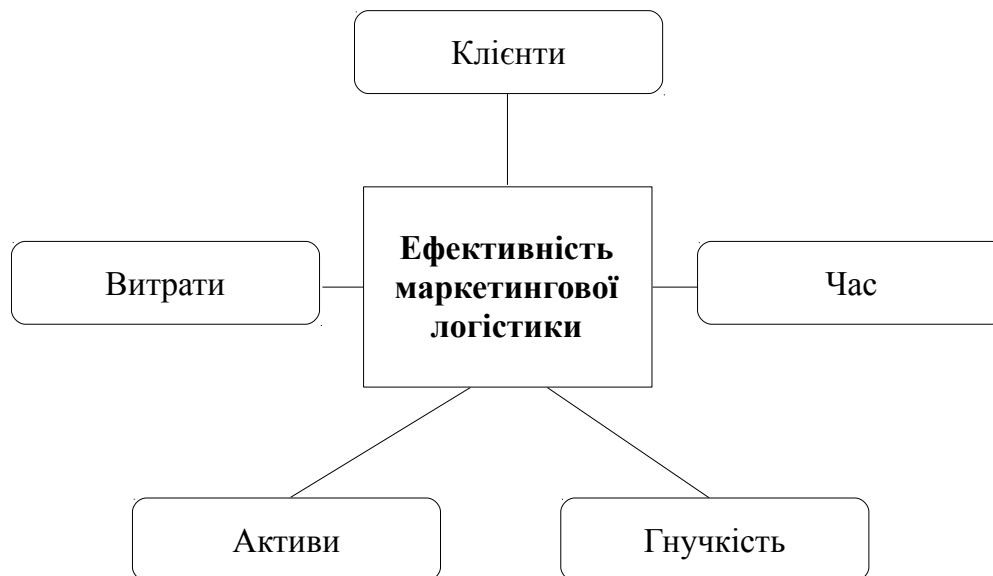 Клієнти
Ефективність
маркетингової
логістики
Витрати
Час
Активи
Гнучкість